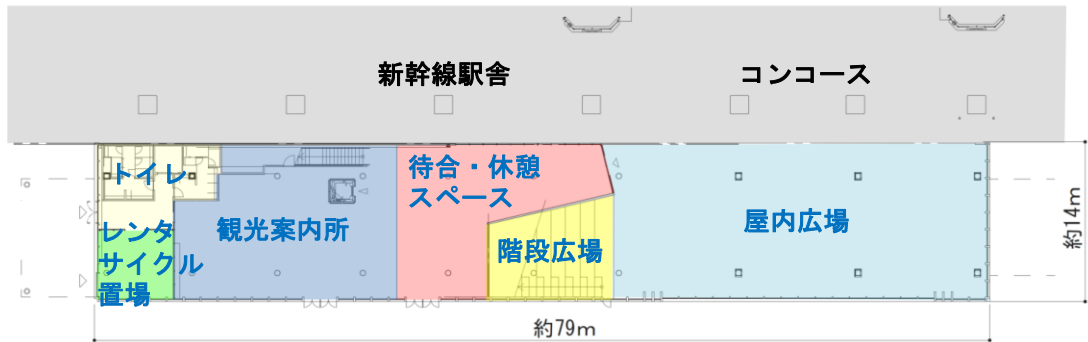 新幹線駅舎
コンコース
トイレ
待合・休憩
スペース
レンタ
サイクル
置場
観光案内所
階段広場
屋内広場
約14m
約79m